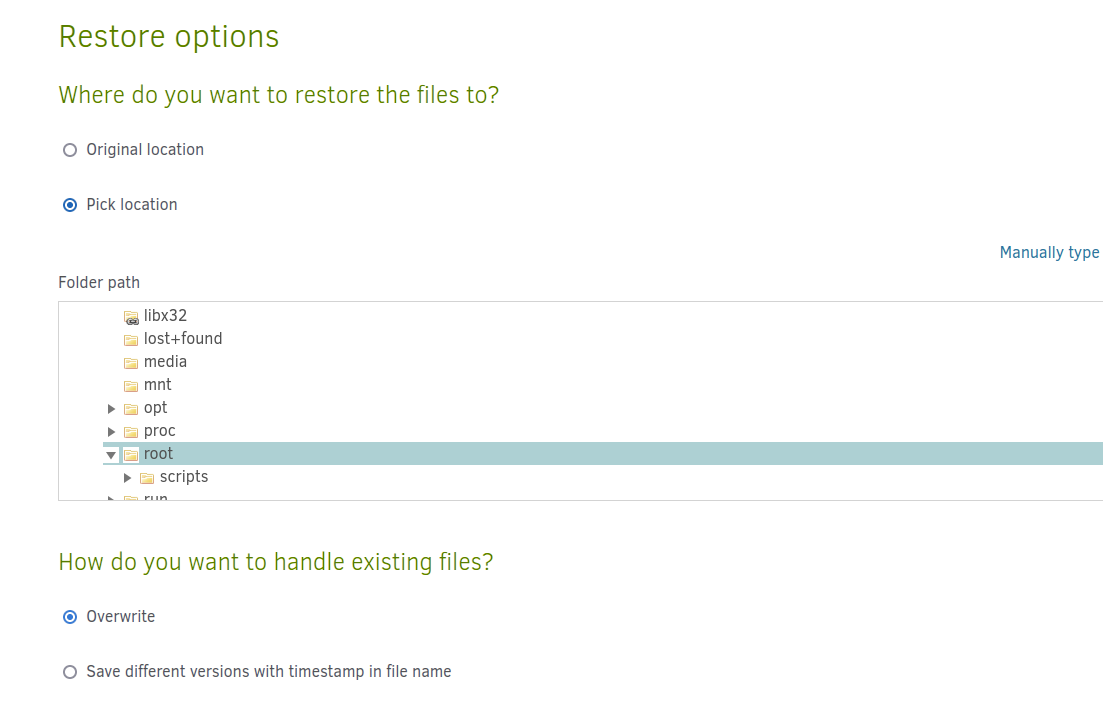 Restore options
Where do you want to restore the files to?
Original location
Pick location
Manually type
Folder path
libx32
lost+found
media
mnt
opt
proc
root
scripts
run
How do you want to handle existing files?
Overwrite
Save different versions with timestamp in file name